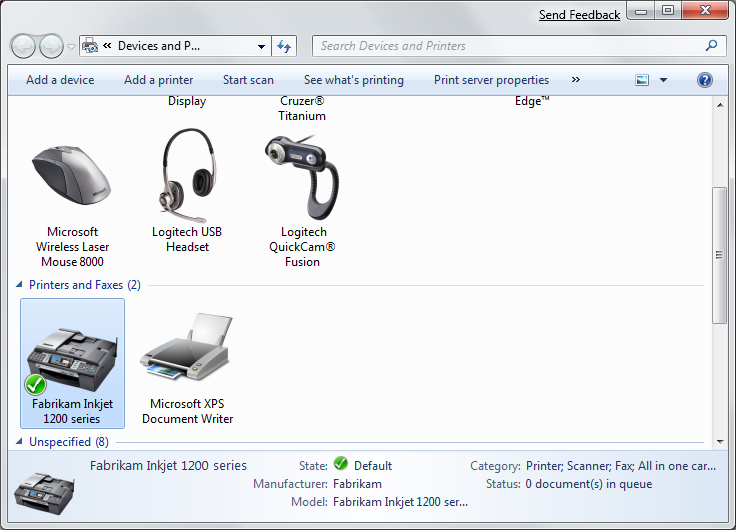 Send Feedback
Devices and P...
Search Devices and Printers
Add a device Add a printer Start scan See what's printing Print server properties »
Display Cruzer® Edge™
Titanium
Microsoft Wireless Laser Mouse 8000
Logitech USB Headset
Logitech QuickCam® Fusion
Printers and Faxes (2)
Fabrikam Inkjet 1200 series
Microsoft XPS Document Writer
Unspecified (8)
Fabrikam Inkjet 1200 series State: Default Category: Printer; Scanner; Fax; All in one car...
Manufacturer: Fabrikam Status: 0 document(s) in queue
Model: Fabrikam Inkjet 1200 ser...